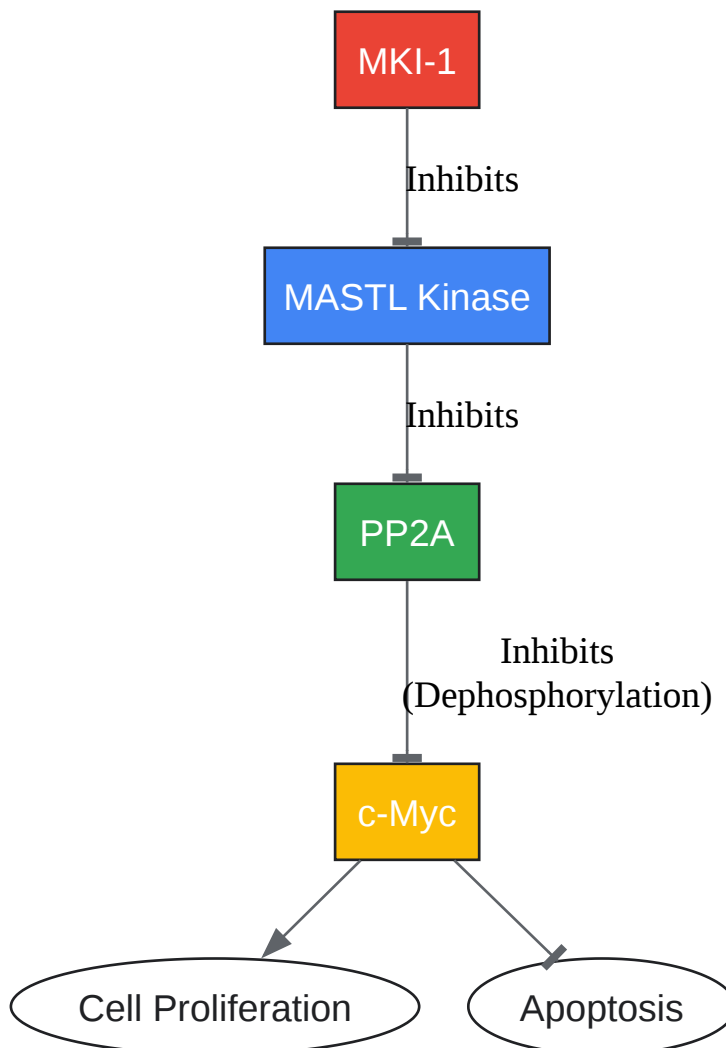 MKI-1
Inhibits
MASTL Kinase
Inhibits
PP2A
Inhibits
(Dephosphorylation)
c-Myc
Cell Proliferation
Apoptosis